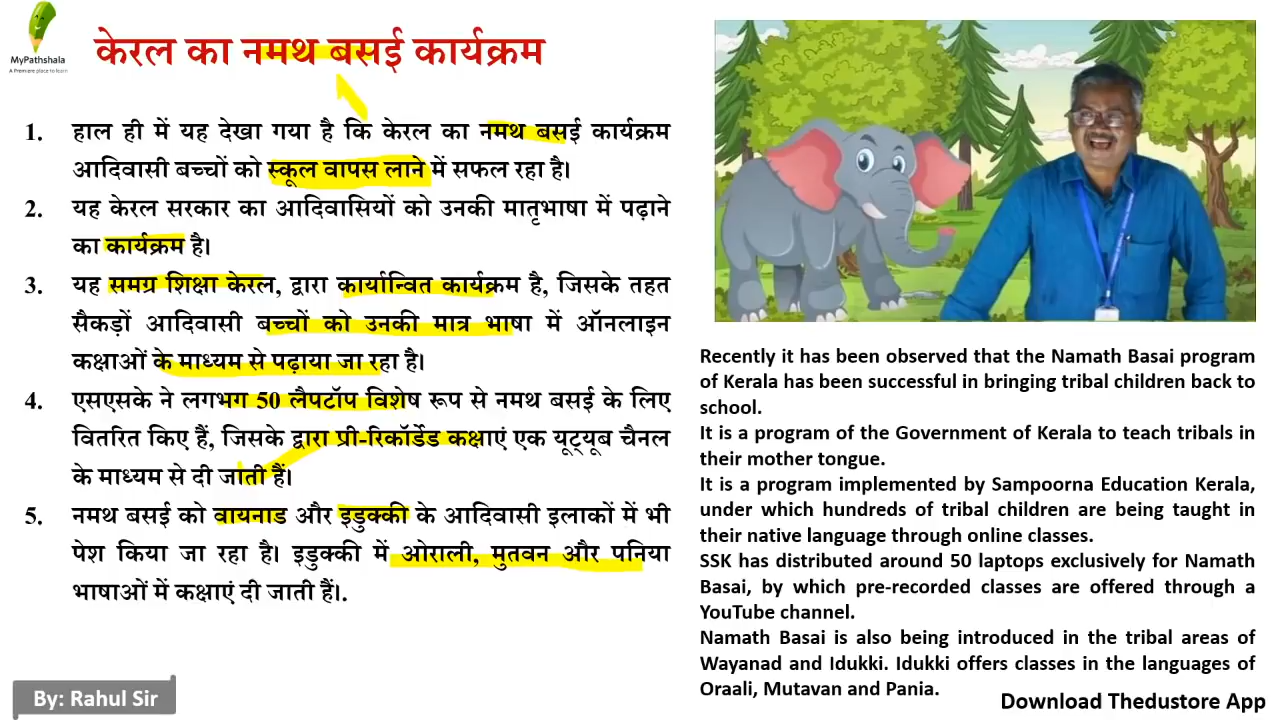 MyPathshala
A Premiere place to learn
केरल का नमथ बसई कार्यक्रम
1. हाल ही में यह देखा गया है कि केरल का नमथ बसई कार्यक्रम
आदिवासी बच्चों को स्कूल वापस लाने में सफल रहा है।
2. यह केरल सरकार का आदिवासियों को उनकी मातृभाषा में पढ़ाने
का कार्यक्रम है।
3. यह समग्र शिक्षा केरल, द्वारा कार्यान्वित कार्यक्रम है, जिसके तहत
सैकड़ों आदिवासी बच्चों को उनकी मात्र भाषा में ऑनलाइन
कक्षाओं के माध्यम से पढ़ाया जा रहा है।
4. एसएसके ने लगभग 50 लैपटॉप विशेष रूप से नमथ बसई के लिए
वितरित किए हैं, जिसके द्वारा प्री-रिकॉर्डेड कक्षाएं एक यूट्यूब चैनल
के माध्यम से दी जाती हैं।
5. नमथ बसई को वायनाड और इडुक्की के आदिवासी इलाकों में भी
पेश किया जा रहा है। इडुक्की में ओराली, मुतवन और पनिया
भाषाओं में कक्षाएं दी जाती हैं।.
Recently it has been observed that the Namath Basai program
of Kerala has been successful in bringing tribal children back to
school.
It is a program of the Government of Kerala to teach tribals in
their mother tongue.
It is a program implemented by Sampoorna Education Kerala,
under which hundreds of tribal children are being taught in
their native language through online classes.
SSK has distributed around 50 laptops exclusively for Namath
Basai, by which pre-recorded classes are offered through a
YouTube channel.
Namath Basai is also being introduced in the tribal areas of
Wayanad and Idukki. Idukki offers classes in the languages of
Oraali, Mutavan and Pania.
By: Rahul Sir
Download Thedustore App